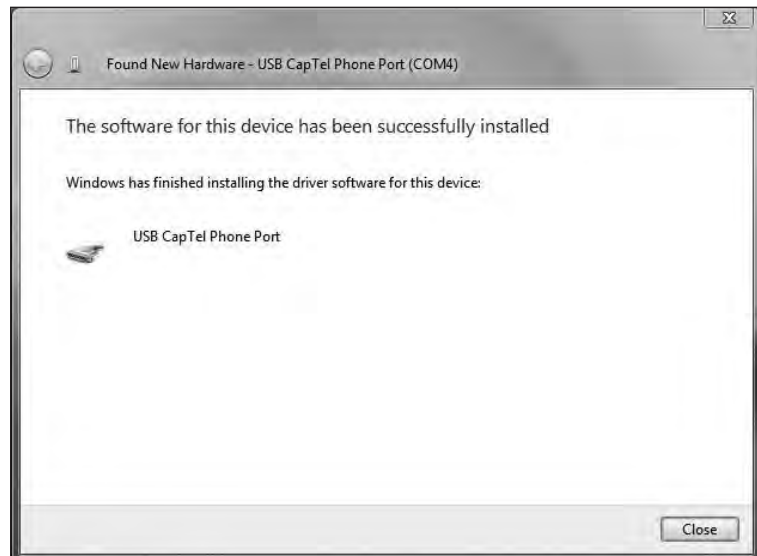 Found New Hardware - USB CapTel Phone Port (COM4)
The software for this device has been successfully installed
Windows has finished installing the driver software for this device:
USB CapTel Phone Port
Close